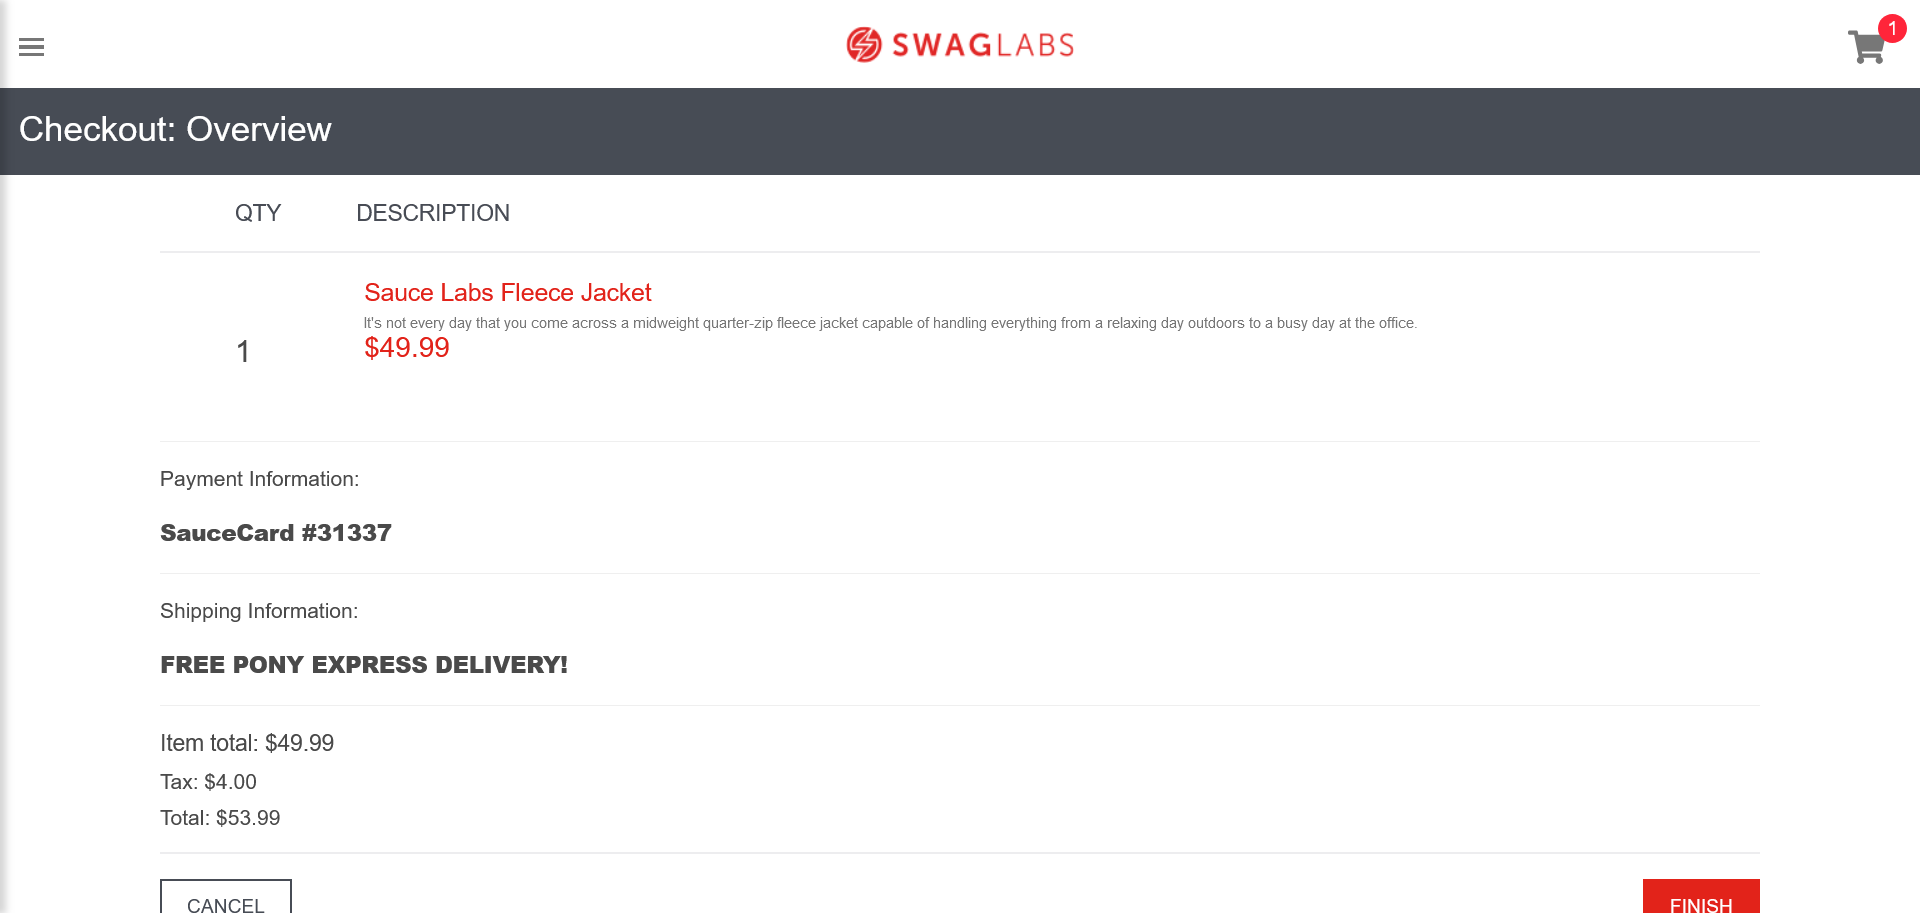 SWAGLABS
1
Checkout: Overview
QTY DESCRIPTION
1
Sauce Labs Fleece Jacket
It's not every day that you come across a midweight quarter-zip fleece jacket capable of handling everything from a relaxing day outdoors to a busy day at the office.
$49.99
Payment Information:
SauceCard #31337
Shipping Information:
FREE PONY EXPRESS DELIVERY!
Item total: $49.99
Tax: $4.00
Total: $53.99
CANCEL FINISH